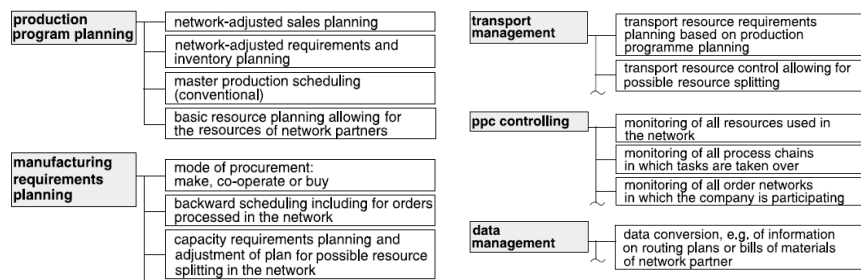 production
program planning
network-adjusted sales planning
network-adjusted requirements and
inventory planning
master production scheduling
(conventional)
basic resource planning allowing for
the resources of network partners
manufacturing
requirements
planning
mode of procurement:
make, co-operate or buy
backward scheduling including for orders
processed in the network
capacity requirements planning and
adjustment of plan for possible resource
splitting in the network
transport
management
transport resource requirements
planning based on production
programme planning
transport resource control allowing for
possible resource splitting
ppc controlling
monitoring of all resources used in
the network
monitoring of all process chains
in which tasks are taken over
monitoring of all order networks
in which the company is participating
data
management
data conversion, e.g. of information
on routing plans or bills of materials
of network partner